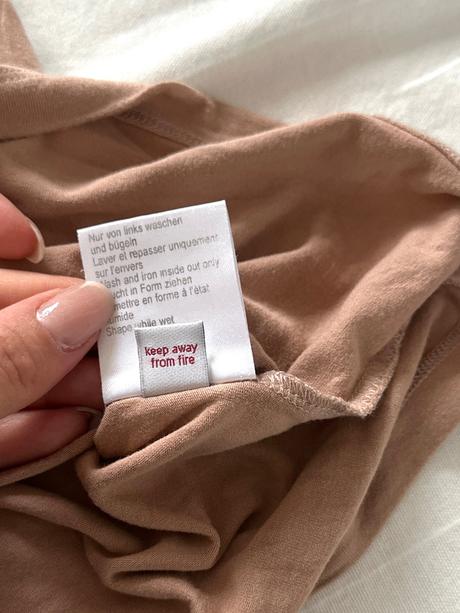 Nur von links waschen
und bügeln
Laver et repasser uniquement
sur l'envers
and iron inside out only
in Form ziehen
en forme à l'état
Shape while wet
keep away
from fire